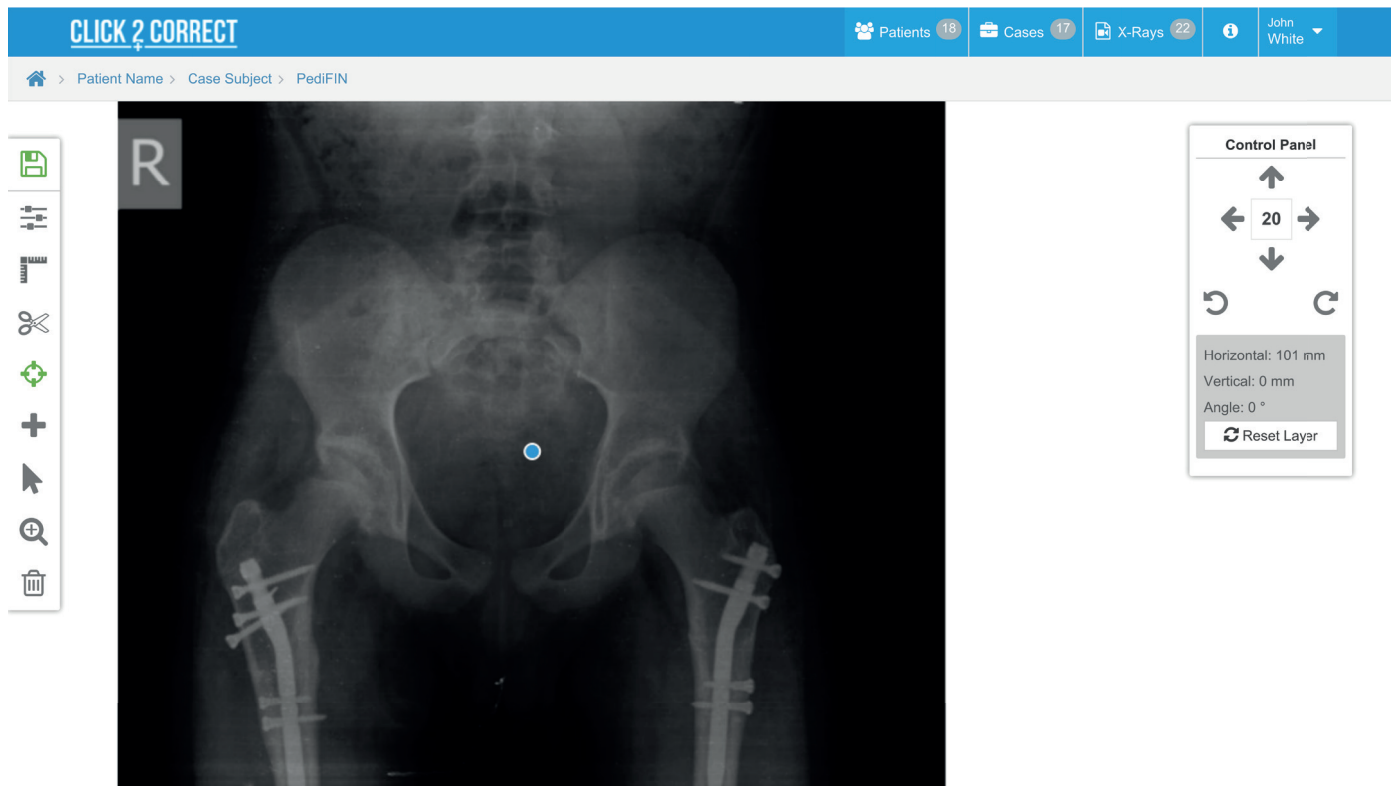 CLICK 2 CORRECT
Patients 18
Cases 17
X-Rays 22
John
White
> Patient Name > Case Subject > PediFIN
R
Control Panel
20
Horizontal: 101 mm
Vertical: 0 mm
Angle: 0 °
Reset Layer